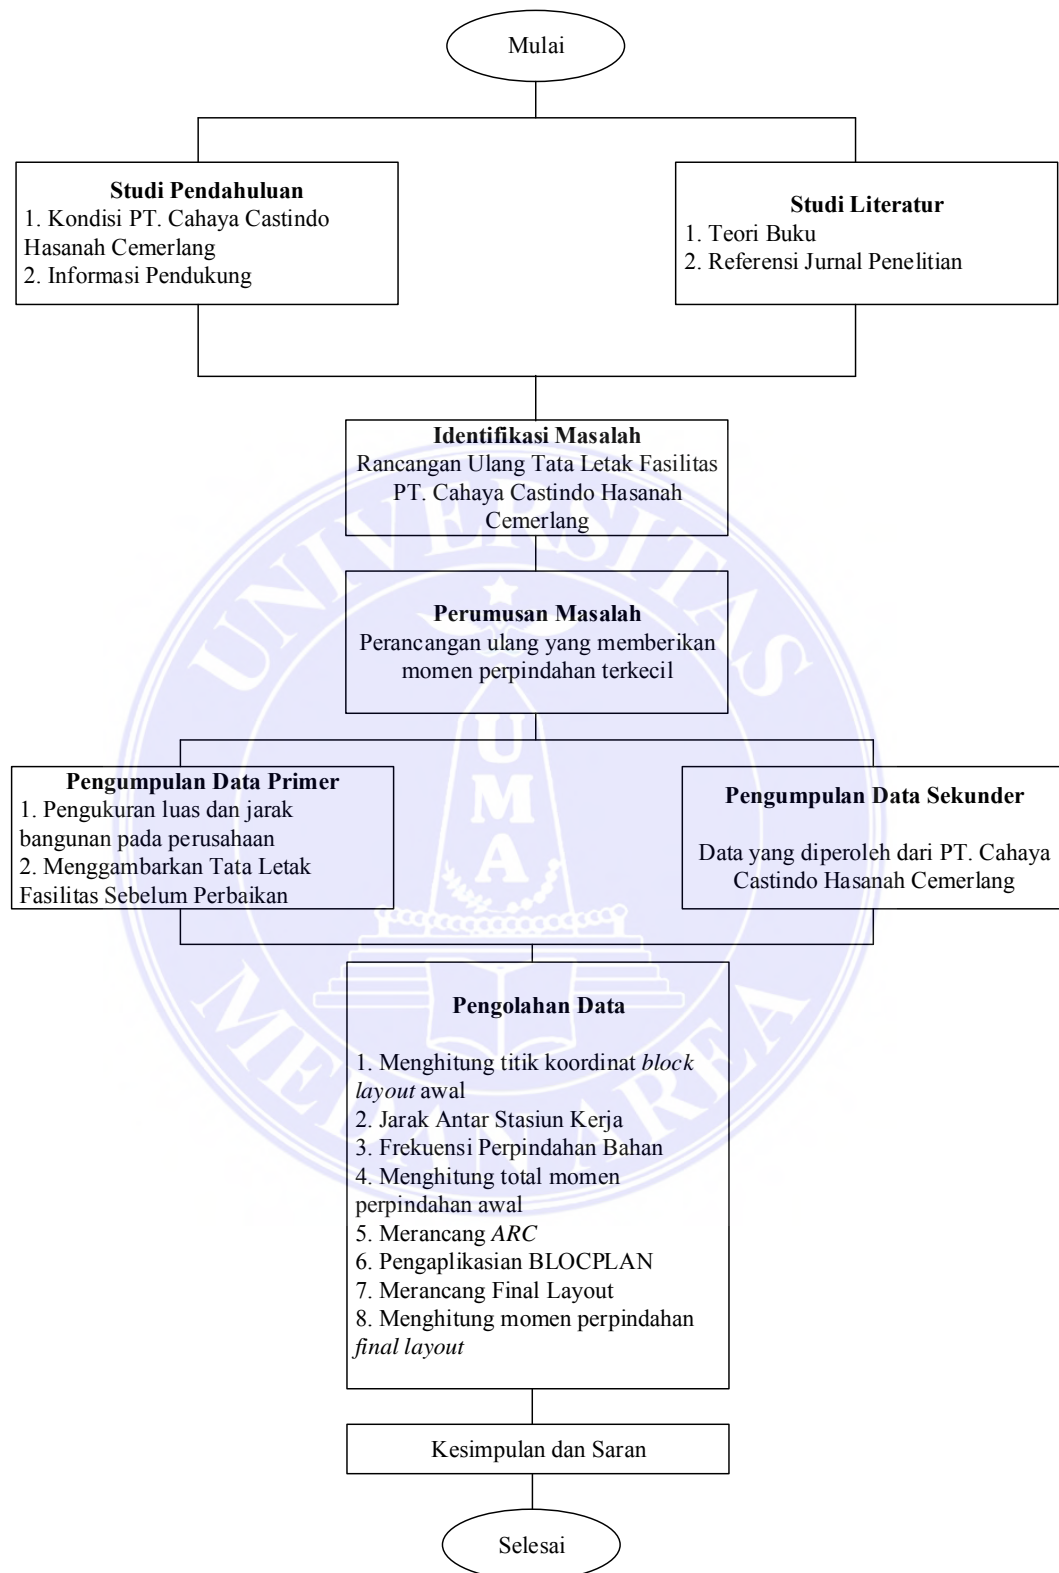 Mulai
Studi Pendahuluan
1. Kondisi PT. Cahaya Castindo
Hasanah Cemerlang
2. Informasi Pendukung
Studi Literatur
1. Teori Buku
2. Referensi Jurnal Penelitian
Identifikasi Masalah
Rancangan Ulang Tata Letak Fasilitas
PT. Cahaya Castindo Hasanah
Cemerlang
Perumusan Masalah
Perancangan ulang yang memberikan
momen perpindahan terkecil
Pengumpulan Data Primer
1. Pengukuran luas dan jarak
bangunan pada perusahaan
2. Menggambarkan Tata Letak
Fasilitas Sebelum Perbaikan
Pengumpulan Data Sekunder
Data yang diperoleh dari PT. Cahaya
Castindo Hasanah Cemerlang
Pengolahan Data
1. Menghitung titik koordinat block
layout awal
2. Jarak Antar Stasiun Kerja
3. Frekuensi Perpindahan Bahan
4. Menghitung total momen
perpindahan awal
5. Merancang ARC
6. Pengaplikasian BLOCPLAN
7. Merancang Final Layout
8. Menghitung momen perpindahan
final layout
Kesimpulan dan Saran
Selesai
UNIVERSITAS
MEDAN AREA
UMA